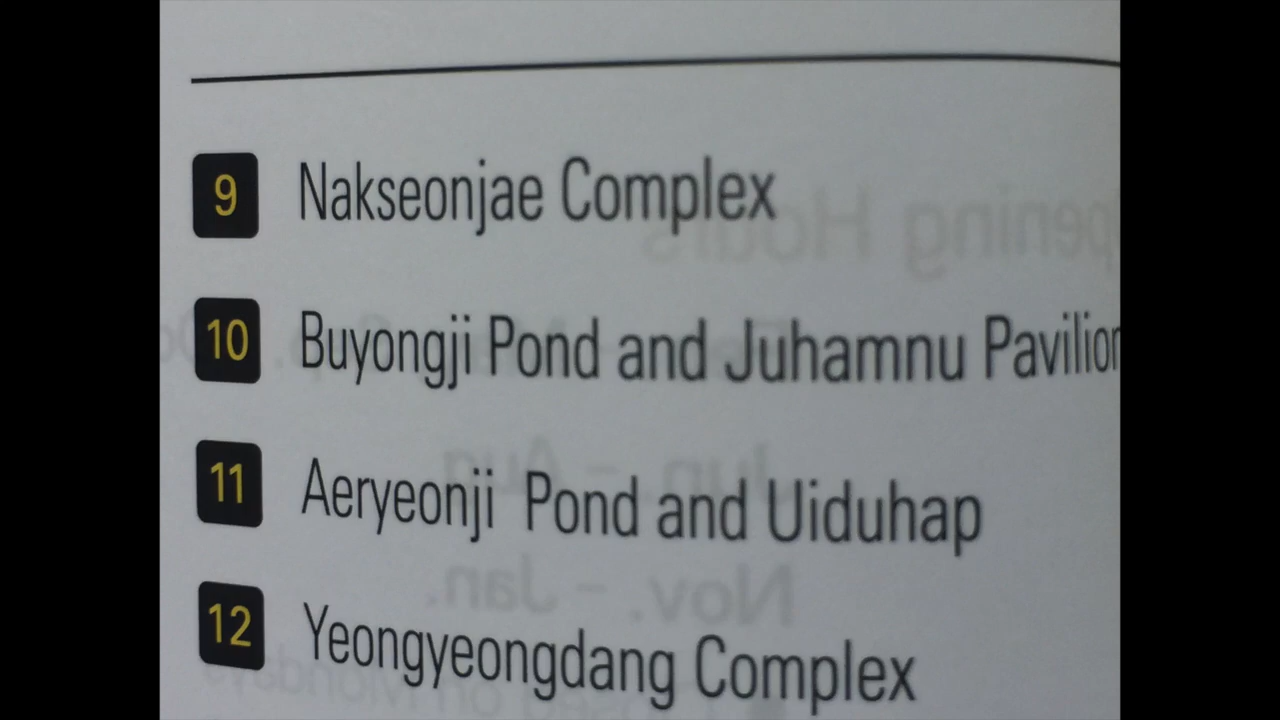 9 Nakseonjae Complex
10 Buyongji Pond and Juhamnu Pavilion
11 Aeryeonji Pond and Uiduhap
12 Yeongyeongdang Complex